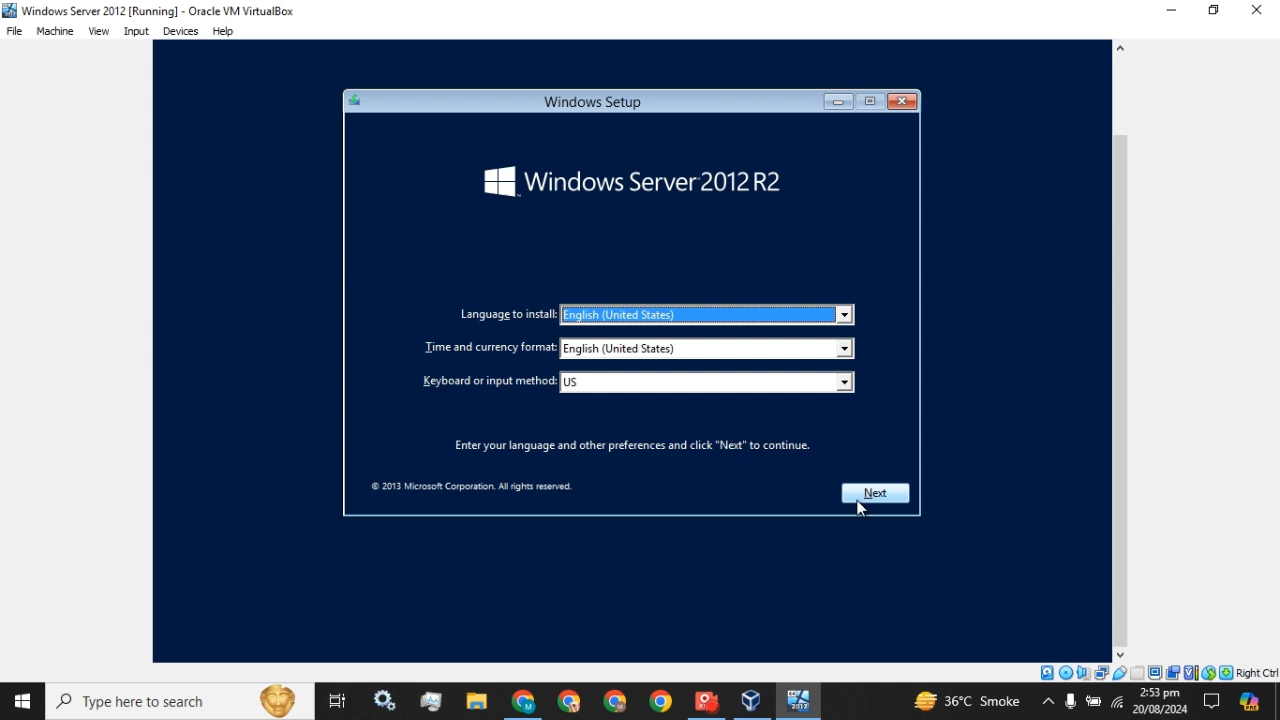 Windows Server 2012 [Running] - Oracle VM VirtualBox
File Machine View Input Devices Help
Windows Setup
Windows Server 2012 R2
Language to install: English (United States)
Time and currency format: English (United States)
Keyboard or input method: US
Enter your language and other preferences and click "Next" to continue.
© 2013 Microsoft Corporation. All rights reserved.
Next
Right Ctrl
Type here to search
36°C Smoke
2:53 pm
20/08/2024